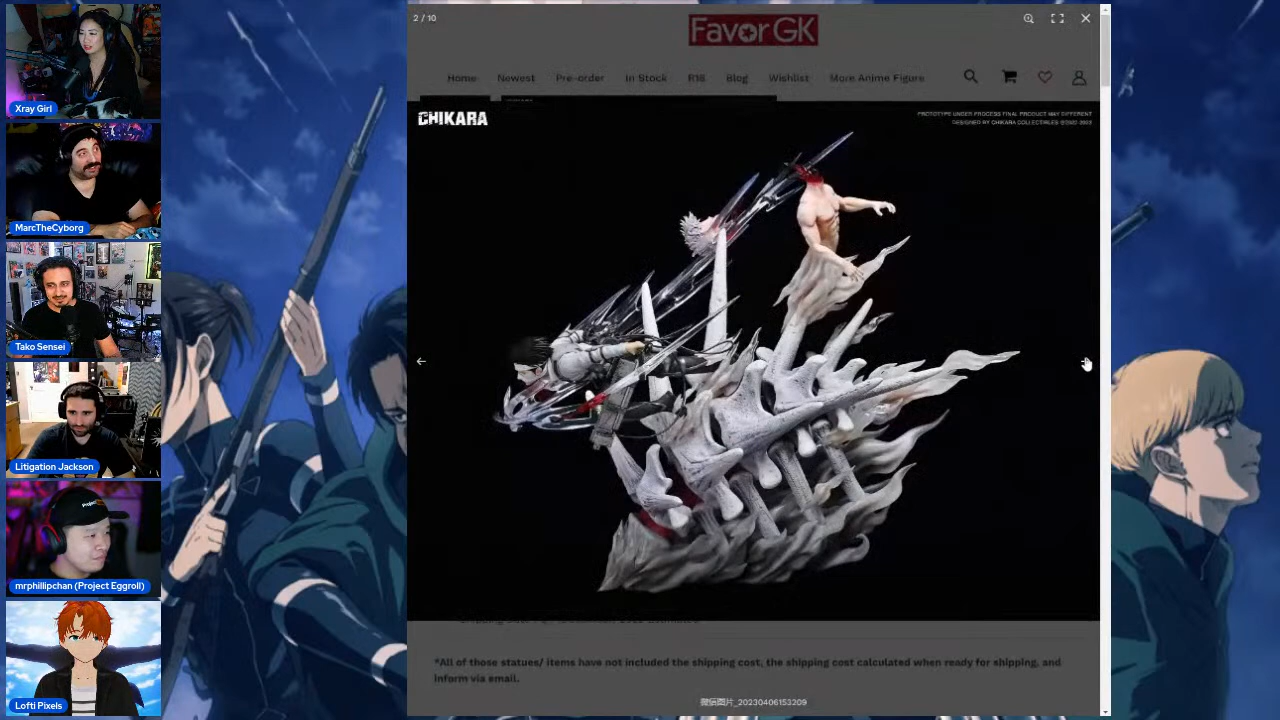 Xray Girl
MarcTheCyborg
Tako Sensei
Litigation Jackson
mrphillipchan (Project Eggroll)
Lofti Pixels
2 / 10
FavorGK
Home Newest Pre-order In Stock R18 Blog Wishlist More Anime Figure
CHIKARA
PROTOTYPE UNDER PROCESS FINAL PRODUCT MAY DIFFERENT
DESIGNED BY CHIKARA COLLECTIBLES ©2022-2023
*All of those statues/ items have not included the shipping cost, the shipping cost calculated when ready for shipping, and
inform via email.
微信图片_20230406153209